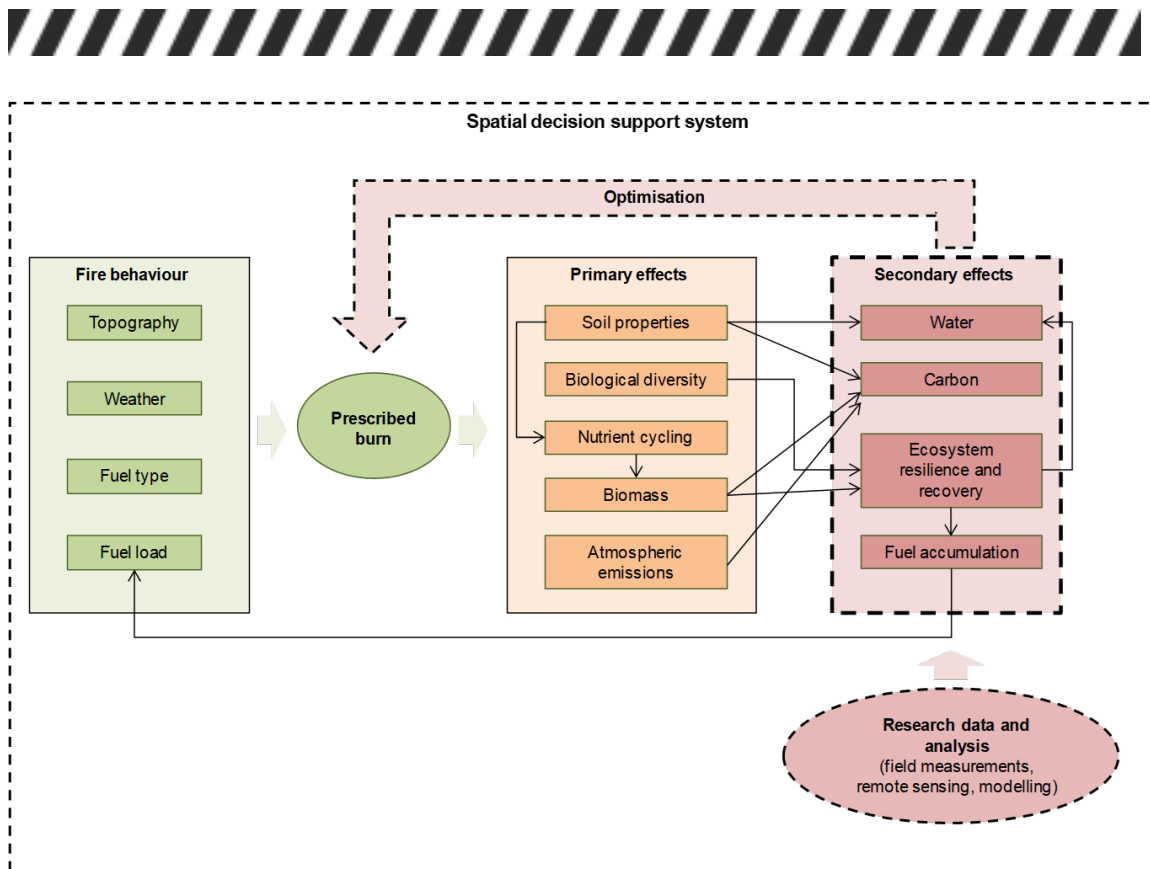 Spatial decision support system
Optimisation
Fire behaviour
Topography
Weather
Fuel type
Fuel load
Prescribed
burn
Primary effects
Soil properties
Biological diversity
Nutrient cycling
Biomass
Atmospheric
emissions
Secondary effects
Water
Carbon
Ecosystem
resilience and
recovery
Fuel accumulation
Research data and
analysis
(field measurements,
remote sensing, modelling)